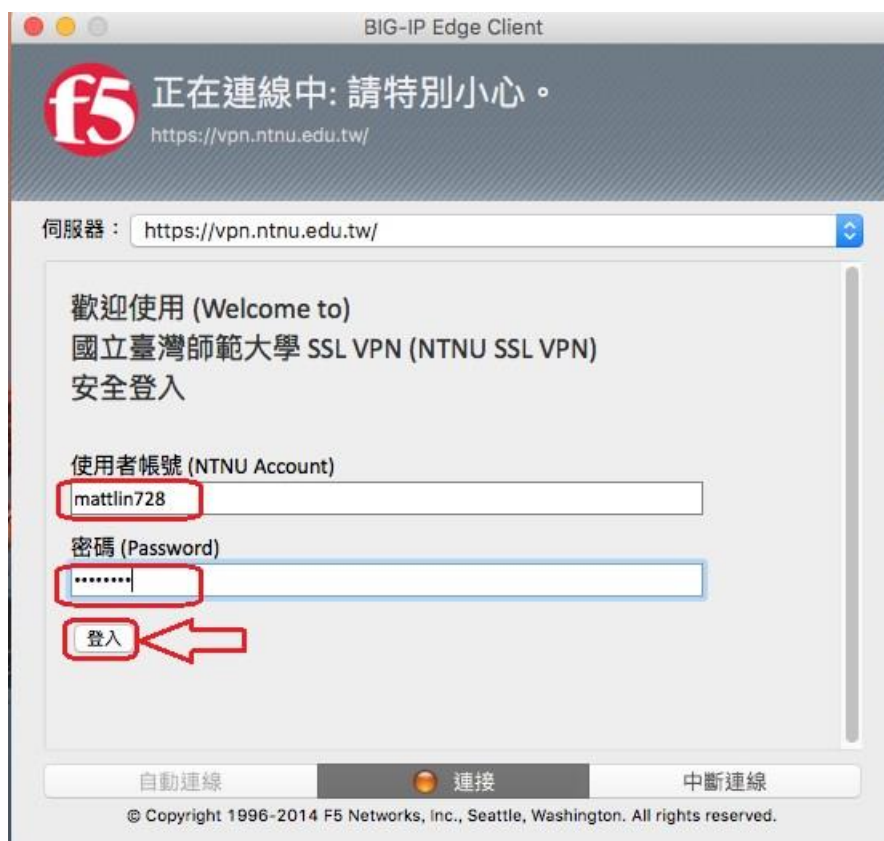 BIG-IP Edge Client
f5
正在連線中: 請特別小心。
https://vpn.ntnu.edu.tw/
伺服器： https://vpn.ntnu.edu.tw/
歡迎使用 (Welcome to)
國立臺灣師範大學 SSL VPN (NTNU SSL VPN)
安全登入
使用者帳號 (NTNU Account)
mattlin728
密碼 (Password)
••••••••
登入
自動連線 連接 中斷連線
© Copyright 1996-2014 F5 Networks, Inc., Seattle, Washington. All rights reserved.